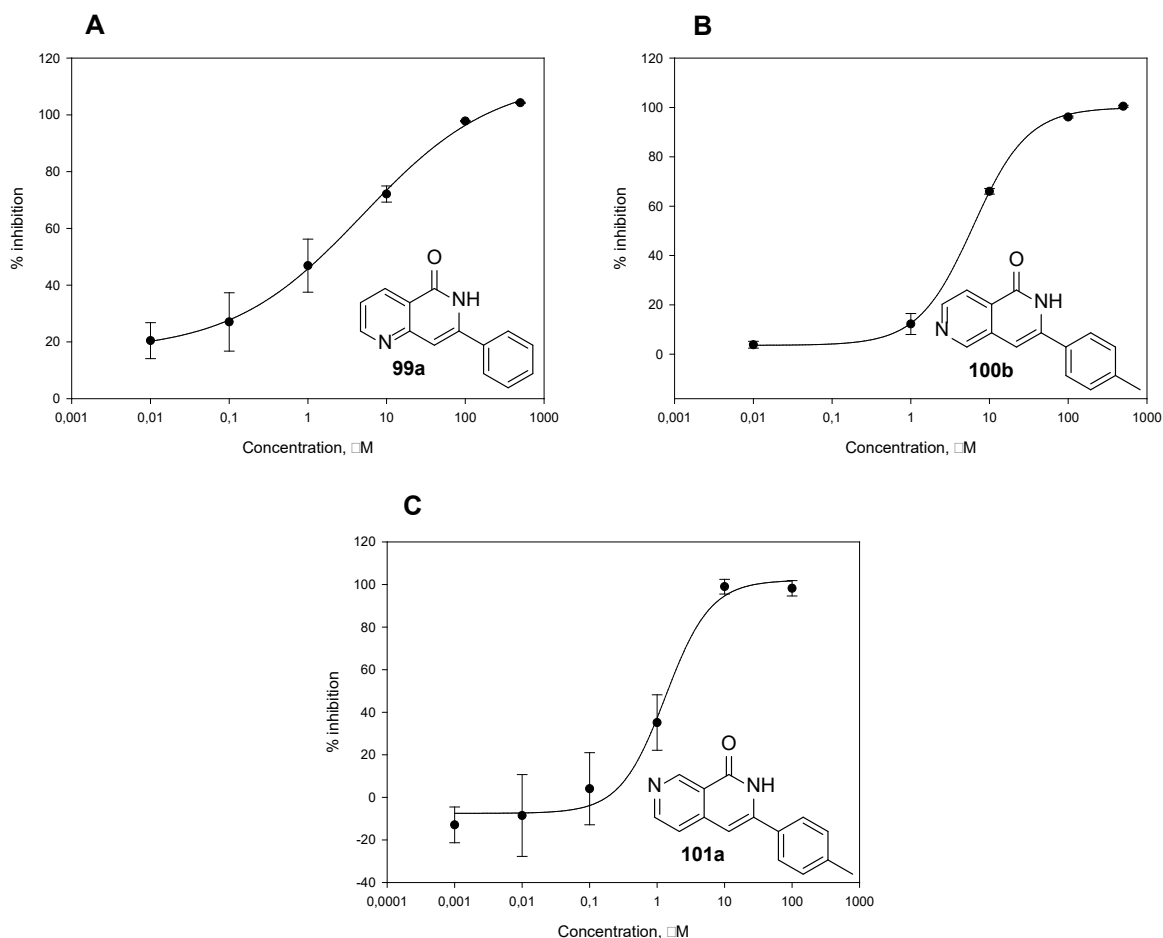 A
120
100
80
60
40
20
0
% inhibition
0,001 0,01 0,1 1 10 100 1000
Concentration, □M
O
NH
N
99a
B
120
100
80
60
40
20
0
% inhibition
0,001 0,01 0,1 1 10 100 1000
Concentration, □M
O
NH
N
100b
C
120
100
80
60
40
20
0
-20
-40
% inhibition
0,0001 0,001 0,01 0,1 1 10 100 1000
Concentration, □M
O
N NH
101a